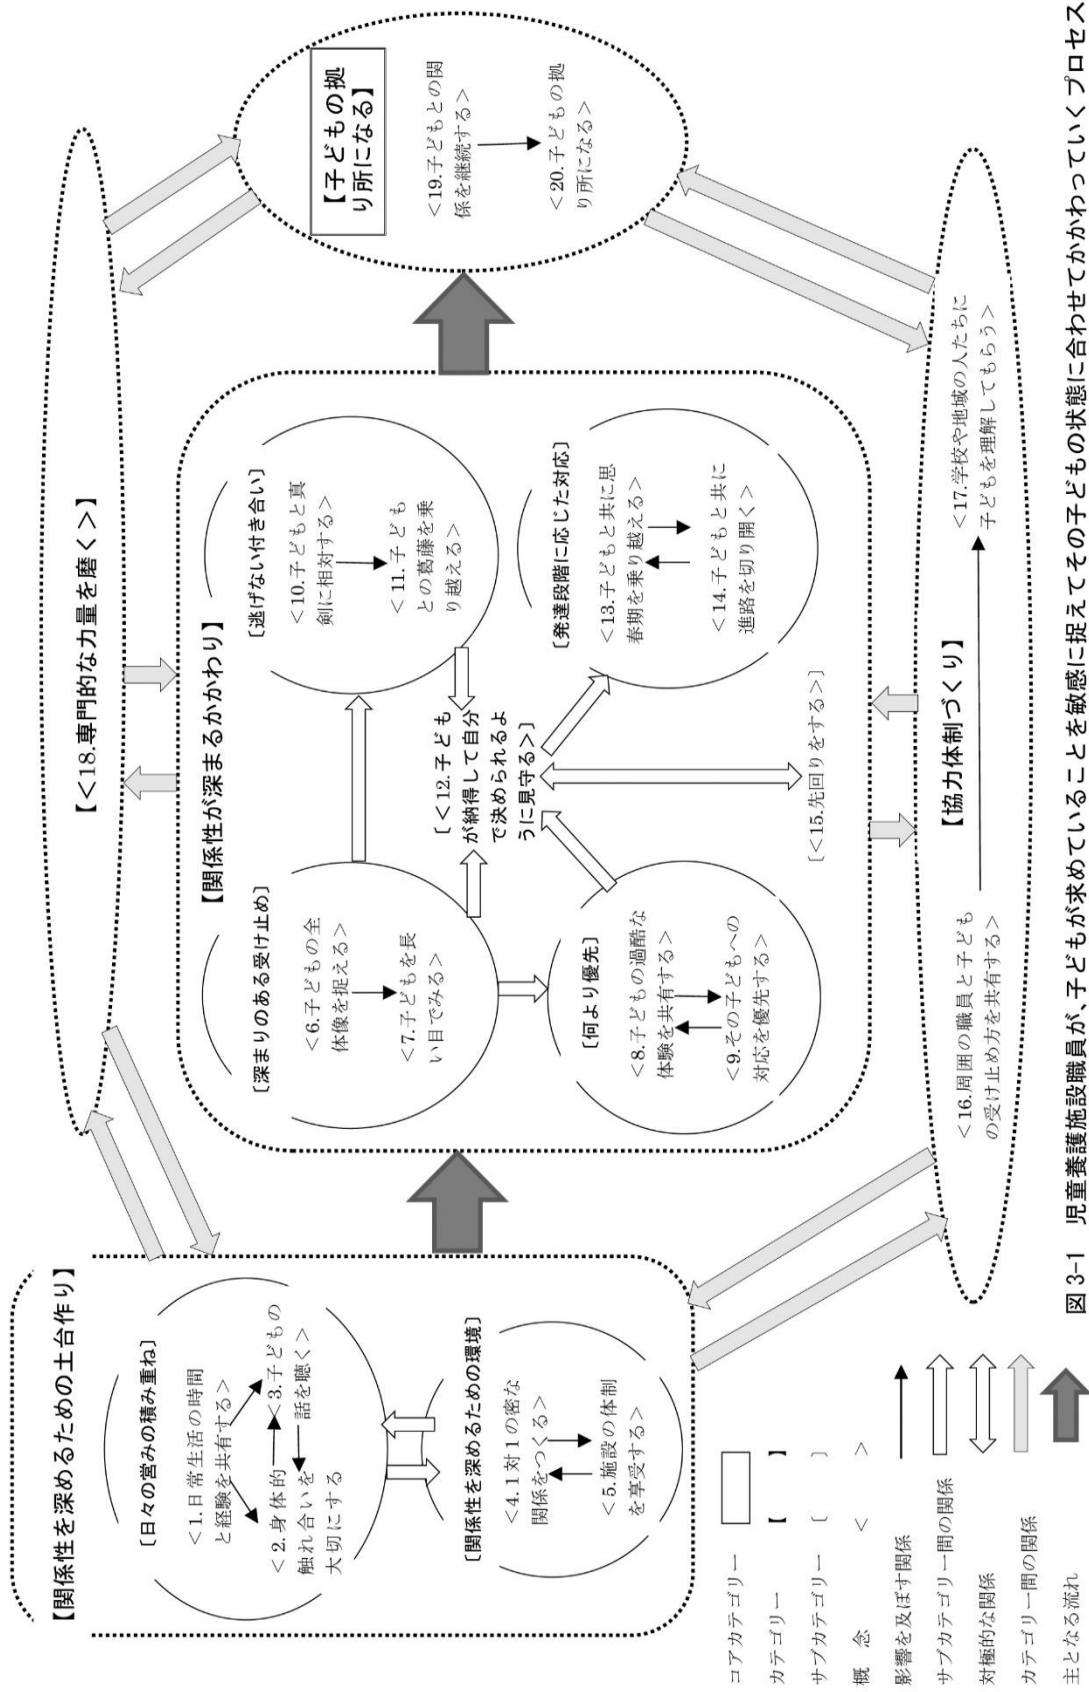 【<18.専門的な力量を磨く>】
【関係性を深めるための土台作り】
［日々の営みの積み重ね］
<1.日常生活の時間
と経験を共有する>
<2.身体的
触れ合いを
大切にする
<3.子どもの
話を聴く>
［関係性を深めるための環境］
<4.1対1の密な
関係をつくる>
<5.施設の体制
を享受する>
【関係性が深まるかかわり】
［深まりのある受け止め］
<6.子どもの全
体像を捉える>
<7.子どもを長
い目でみる>
［何より優先］
<8.子どもの過酷な
体験を共有する>
<9.その子どもへの
対応を優先する>
［逃げない付き合い］
<10.子どもと真
剣に相対する>
<11.子ども
との葛藤を乗
り越える>
［<12.子ども
が納得して自分
で決められるよ
うに見守る>］
［発達段階に応じた対応］
<13.子どもと共に思
春期を乗り越える>
<14.子どもと共に
進路を切り開く>
［<15.先回りをする>］
【子どもの拠
り所になる】
<19.子どもとの関
係を継続する>
<20.子どもの拠
り所になる>
【協力体制づくり】
<16.周囲の職員と子ども
の受け止め方を共有する>
<17.学校や地域の人たちに
子どもを理解してもらう>
コアカテゴリー
カテゴリー 【 】
サブカテゴリー ［ ］
概 念 < >
影響を及ぼす関係
サブカテゴリー間の関係
対極的な関係
カテゴリー間の関係
主となる流れ
図 3-1 児童養護施設職員が、子どもが求めていることを敏感に捉えてその子どもの状態に合わせてかかわっていくプロセス